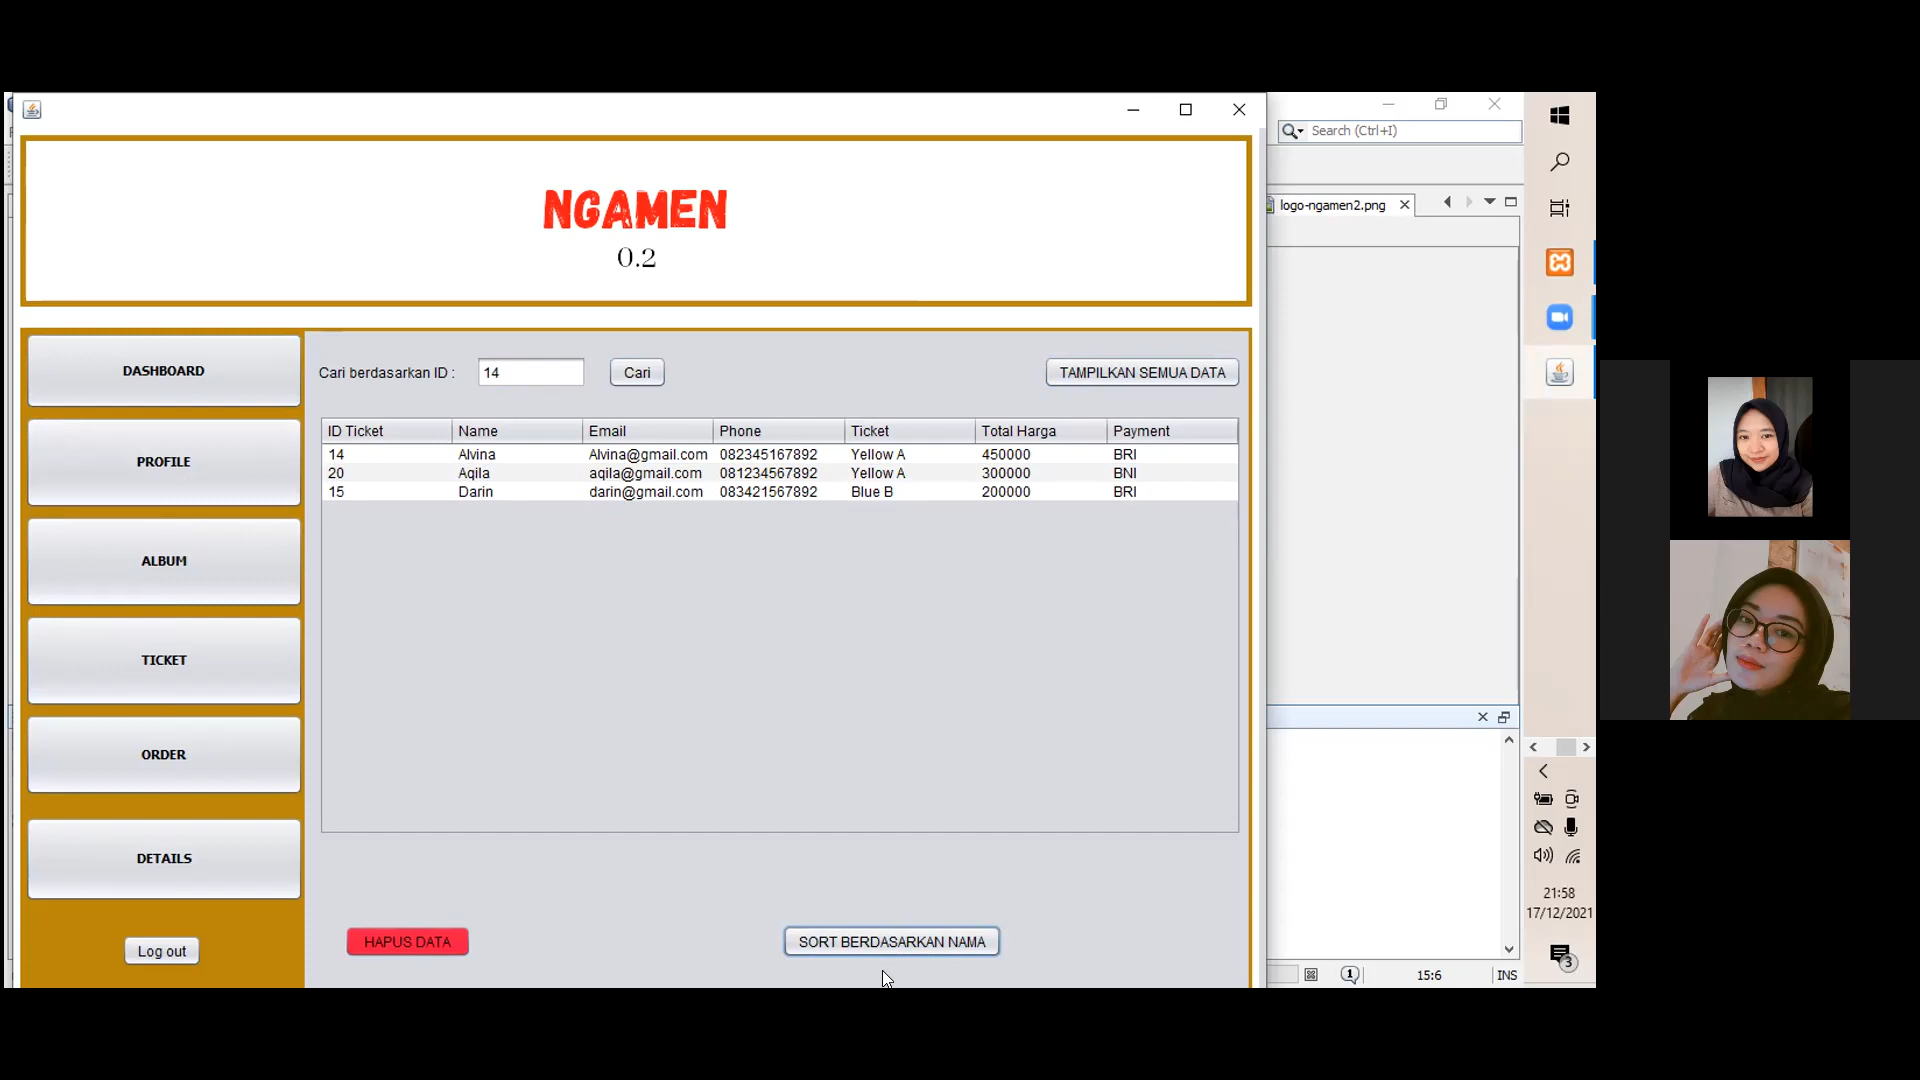 Search (Ctrl+I)
logo-ngamen2.png
NGAMEN
0.2
DASHBOARD
PROFILE
ALBUM
TICKET
ORDER
DETAILS
Log out
Cari berdasarkan ID :
14
Cari
TAMPILKAN SEMUA DATA
ID Ticket Name Email Phone Ticket Total Harga Payment
14 Alvina Alvina@gmail.com 082345167892 Yellow A 450000 BRI
20 Aqila aqila@gmail.com 081234567892 Yellow A 300000 BNI
15 Darin darin@gmail.com 083421567892 Blue B 200000 BRI
HAPUS DATA
SORT BERDASARKAN NAMA
1
15:6
INS
21:58
17/12/2021
3